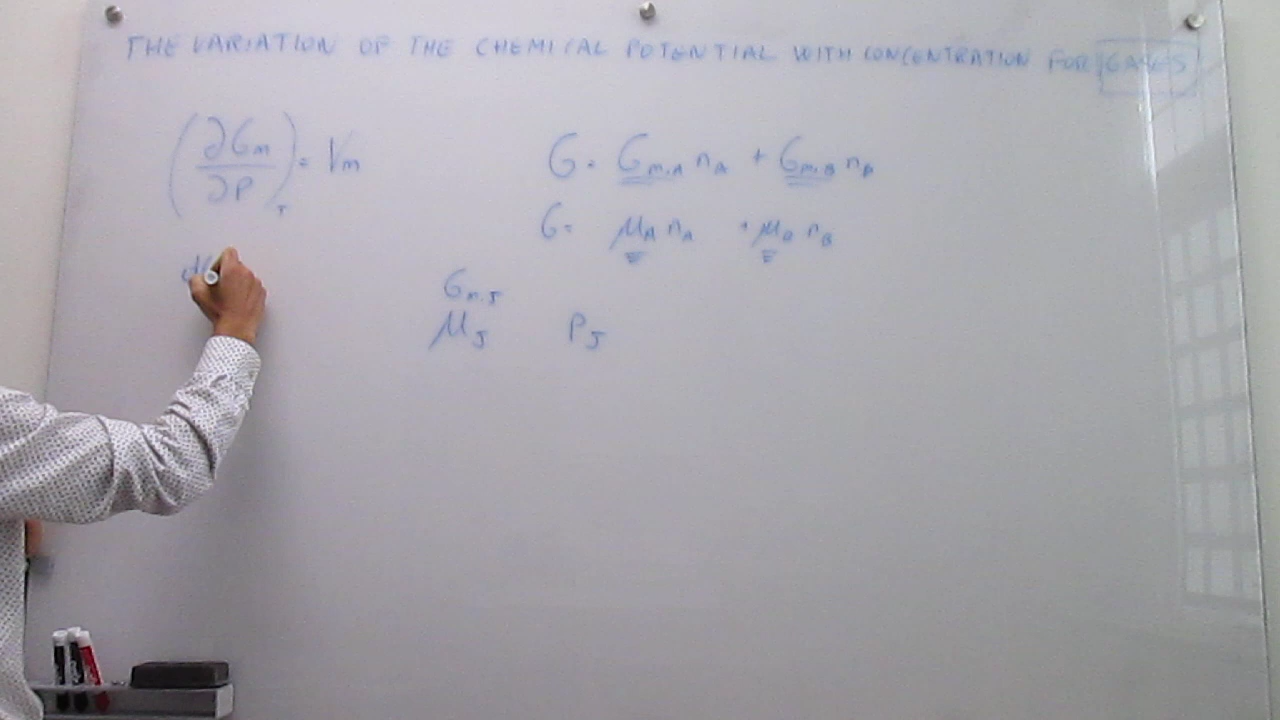 THE VARIATION OF THE CHEMICAL POTENTIAL WITH CONCENTRATION FOR GASES
(∂Gm/∂P)T = Vm
G = Gm,A nA + Gm,B nB
G = μA nA + μB nB
d
Gm,J
μJ PJ